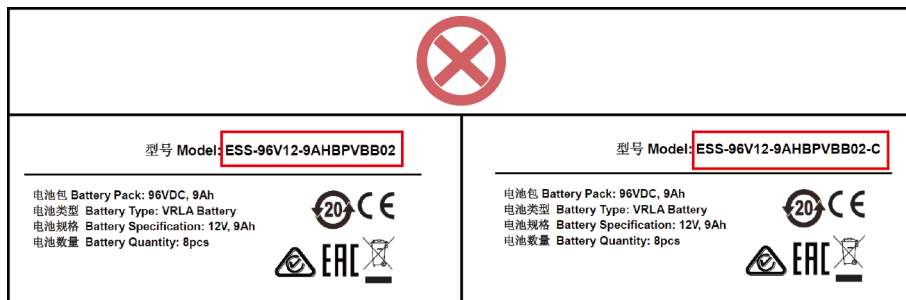 型号 Model: ESS-96V12-9AHBPVBB02
电池包 Battery Pack: 96VDC, 9Ah
电池类型 Battery Type: VRLA Battery
电池规格 Battery Specification: 12V, 9Ah
电池数量 Battery Quantity: 8pcs
20
CE
EAC
型号 Model: ESS-96V12-9AHBPVBB02-C
电池包 Battery Pack: 96VDC, 9Ah
电池类型 Battery Type: VRLA Battery
电池规格 Battery Specification: 12V, 9Ah
电池数量 Battery Quantity: 8pcs
20
CE
EAC